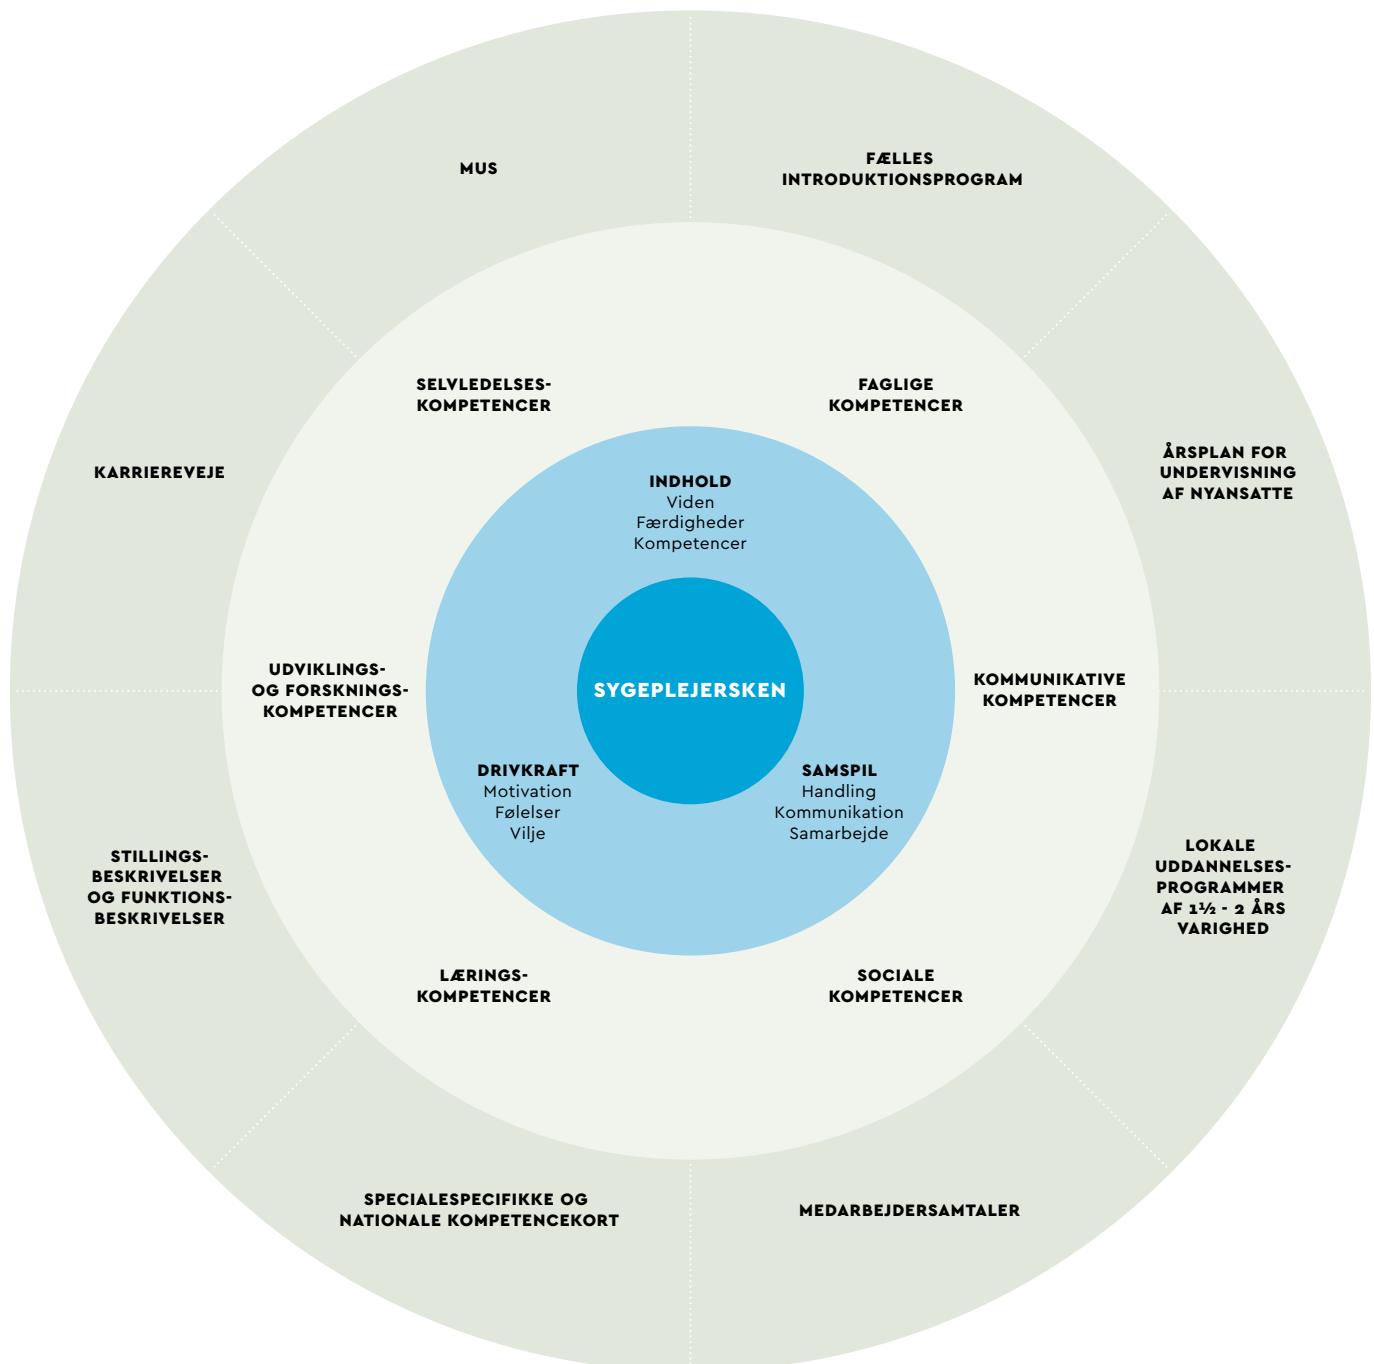 MUS
FÆLLES
INTRODUKTIONSPROGRAM
SELVLEDELSES-
KOMPETENCER
FAGLIGE
KOMPETENCER
KARRIEREVEJE
ÅRSPLAN FOR
UNDERVISNING
AF NYANSATTE
INDHOLD
Viden
Færdigheder
Kompetencer
UDVIKLINGS-
OG FORSKNINGS-
KOMPETENCER
SYGEPLEJERSKEN
KOMMUNIKATIVE
KOMPETENCER
DRIVKRAFT
Motivation
Følelser
Vilje
SAMSPIL
Handling
Kommunikation
Samarbejde
STILLINGS-
BESKRIVELSER
OG FUNKTIONS-
BESKRIVELSER
LOKALE
UDDANNELSES-
PROGRAMMER
AF 1½ - 2 ÅRS
VARIGHED
LÆRINGS-
KOMPETENCER
SOCIALE
KOMPETENCER
SPECIALESPECIFIKKE OG
NATIONALE KOMPETENCEKORT
MEDARBEJDERSAMTALER